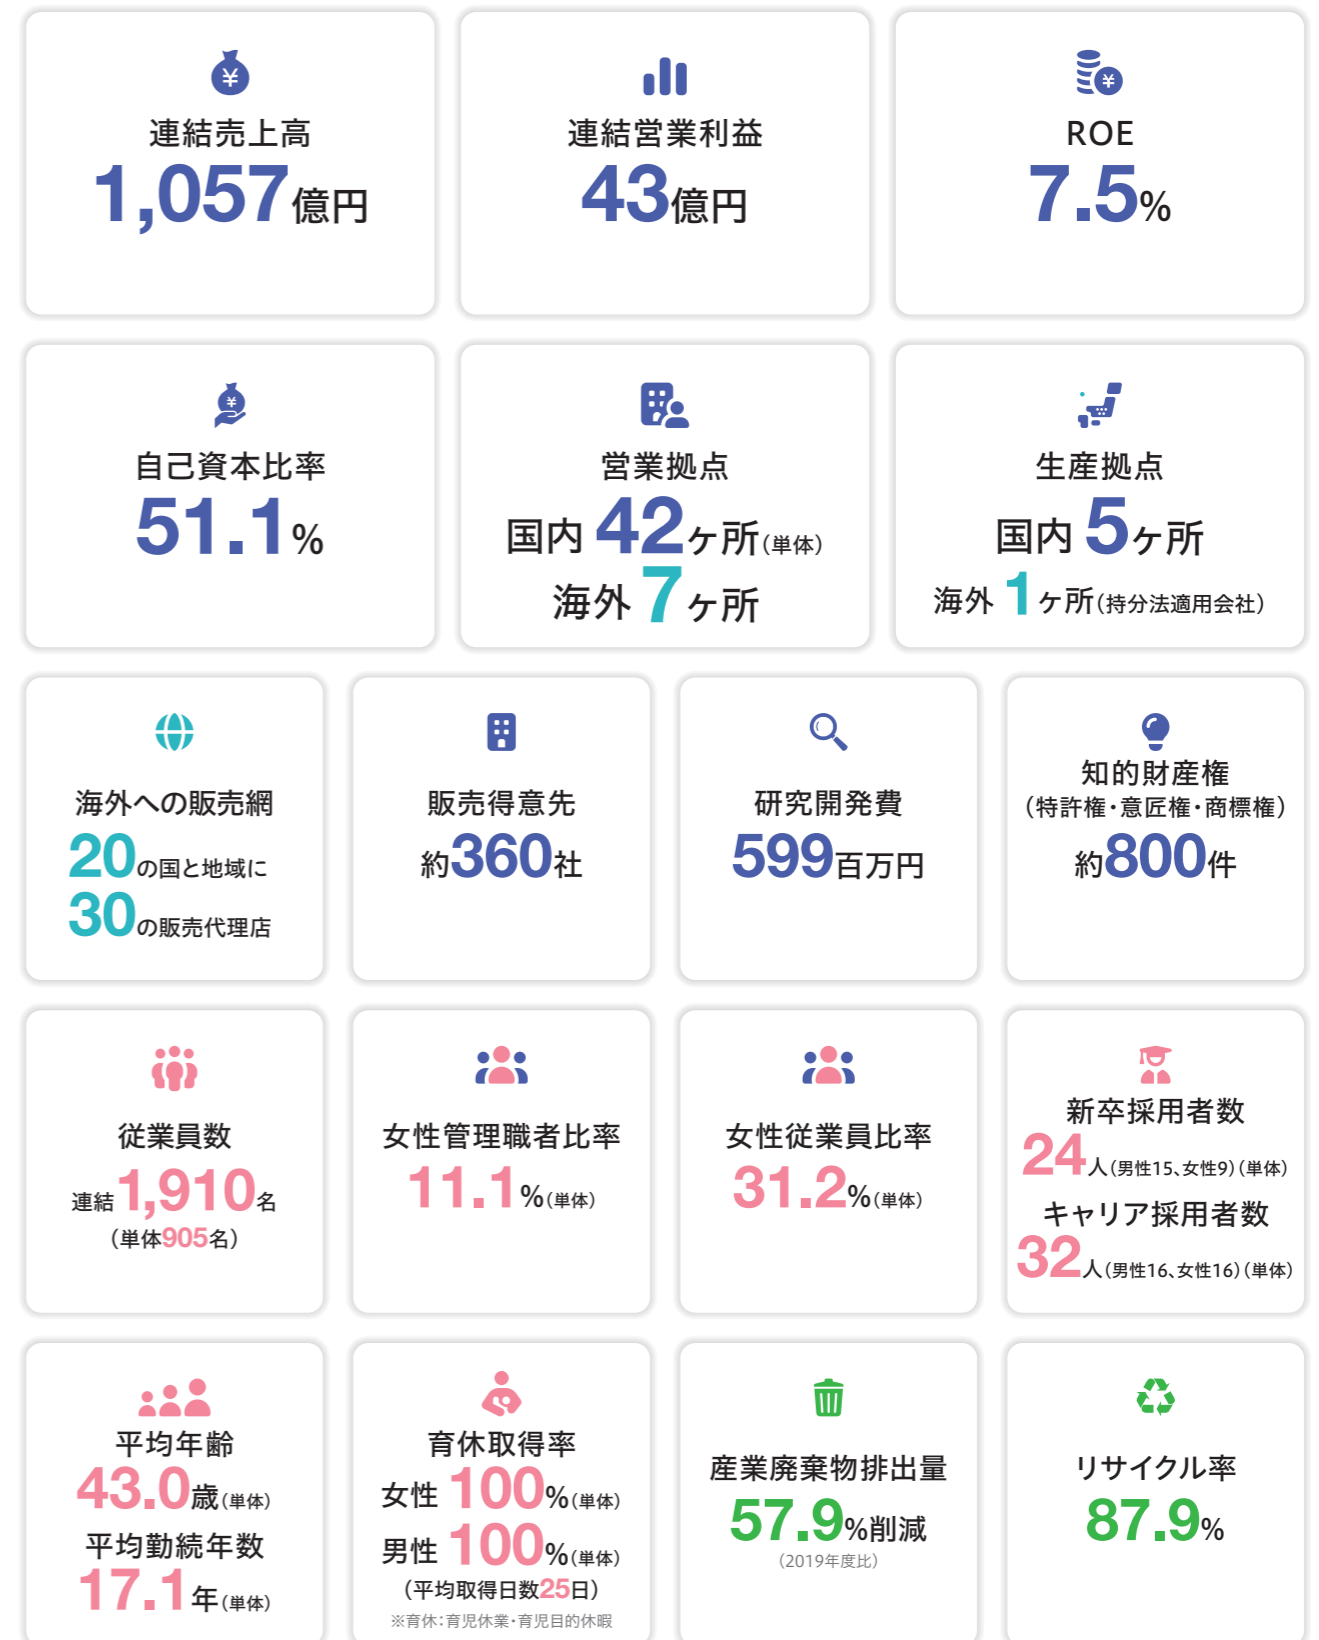 連結売上高
1,057億円
連結営業利益
43億円
ROE
7.5%
自己資本比率
51.1%
営業拠点
国内 42ヶ所(単体)
海外 7ヶ所
生産拠点
国内 5ヶ所
海外 1ヶ所(持分法適用会社)
海外への販売網
20の国と地域に
30の販売代理店
販売得意先
約360社
研究開発費
599百万円
知的財産権
(特許権・意匠権・商標権)
約800件
従業員数
連結1,910名
(単体905名)
女性管理職者比率
11.1%(単体)
女性従業員比率
31.2%(単体)
新卒採用者数
24人(男性15、女性9)(単体)
キャリア採用者数
32人(男性16、女性16)(単体)
平均年齢
43.0歳(単体)
平均勤続年数
17.1年(単体)
育休取得率
女性 100%(単体)
男性 100%(単体)
(平均取得日数25日)
※育休:育児休業・育児目的休暇
産業廃棄物排出量
57.9%削減
(2019年度比)
リサイクル率
87.9%